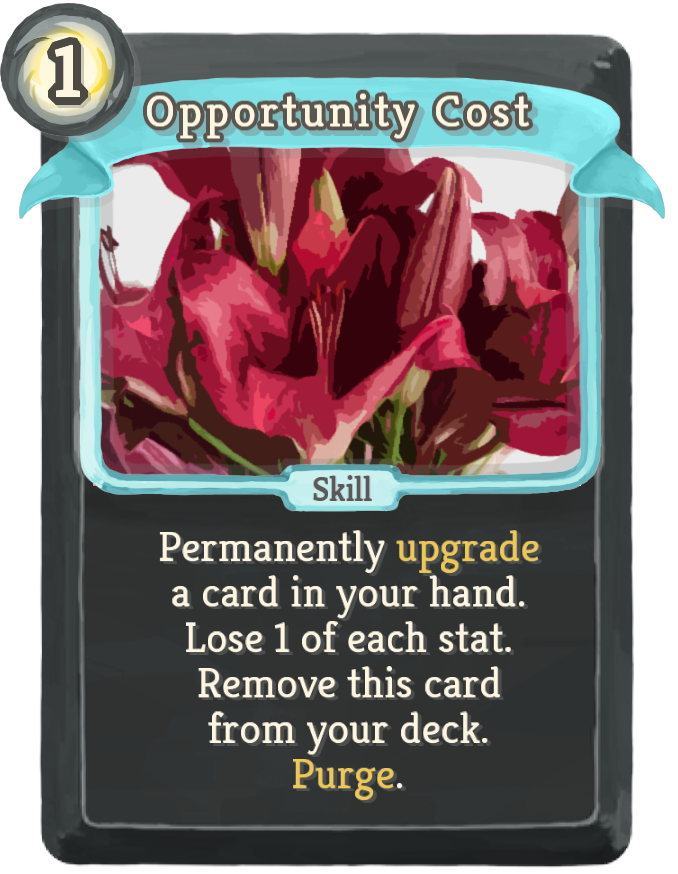 1
Opportunity Cost
Skill
Permanently upgrade
a card in your hand.
Lose 1 of each stat.
Remove this card
from your deck.
Purge.